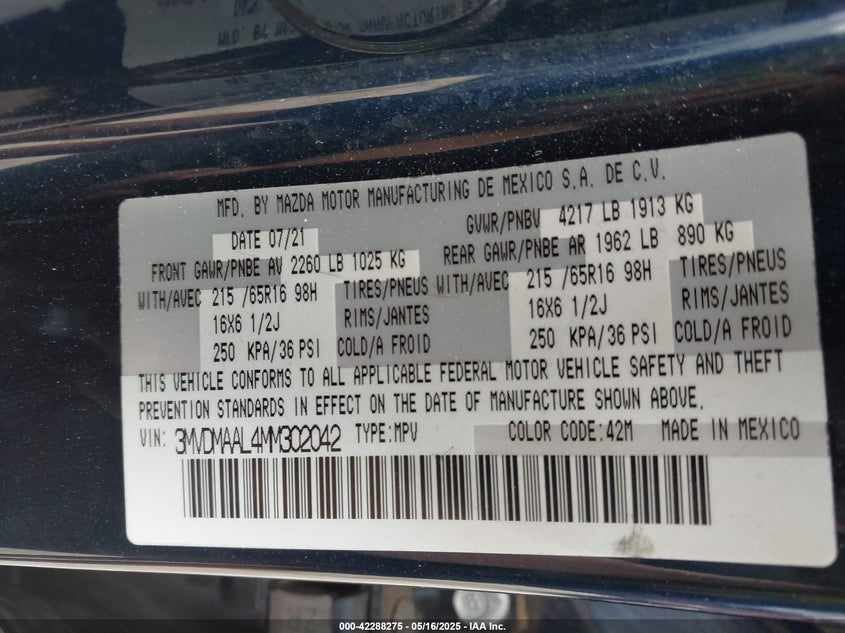 MFD. BY MAZDA MOTOR MANUFACTURING DE MEXICO S.A. DE C.V.
DATE 07/21 GVWR/PNBV 4217 LB 1913 KG
FRONT GAWR/PNBE AV 2260 LB 1025 KG REAR GAWR/PNBE AR 1962 LB 890 KG
WITH/AVEC 215 /65R16 98H TIRES/PNEUS WITH/AVEC 215 /65R16 98H TIRES/PNEUS
16X6 1/2J RIMS/JANTES 16X6 1/2J RIMS/JANTES
250 KPA/36 PSI COLD/A FROID 250 KPA/36 PSI COLD/A FROID
THIS VEHICLE CONFORMS TO ALL APPLICABLE FEDERAL MOTOR VEHICLE SAFETY AND THEFT
PREVENTION STANDARDS IN EFFECT ON THE DATE OF MANUFACTURE SHOWN ABOVE.
VIN: 3MVDMAAL4MM302042 TYPE:MPV COLOR CODE:42M MADE IN MEXICO
000-42288275 - 05/16/2025 - IAA Inc.